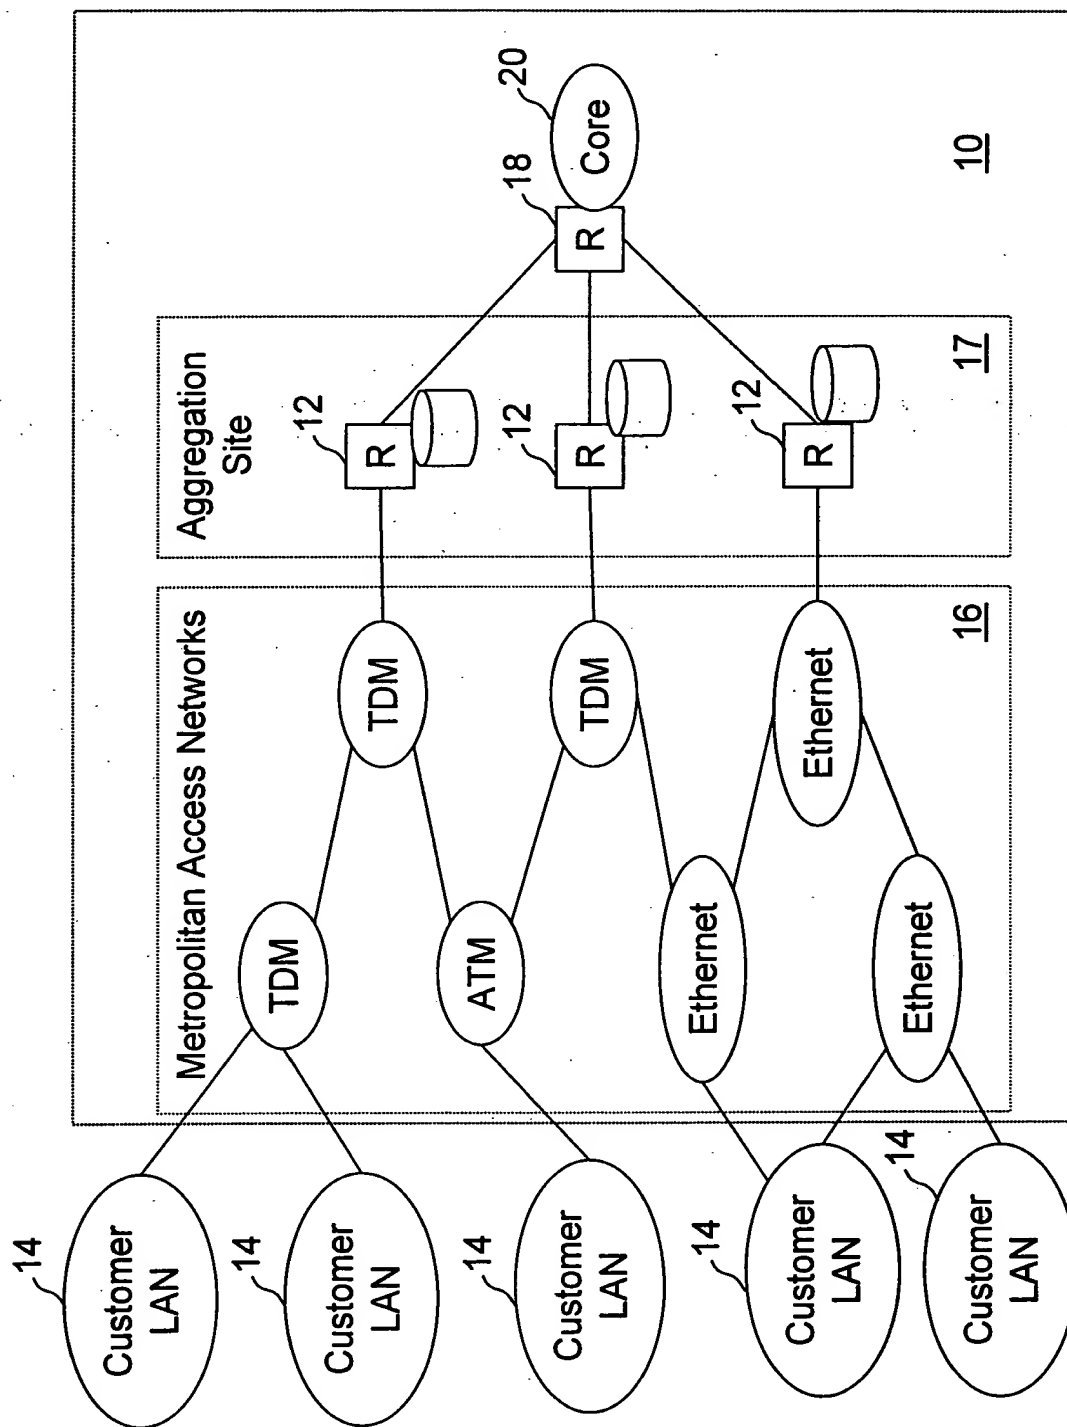 Metropolitan Access Networks
Aggregation
Site
14
Customer
LAN
TDM
TDM
12
R
18
R
20
Core
14
Customer
LAN
ATM
TDM
12
R
14
Customer
LAN
Ethernet
Ethernet
12
R
14
Customer
LAN
Ethernet
14
Customer
LAN
16
17
10